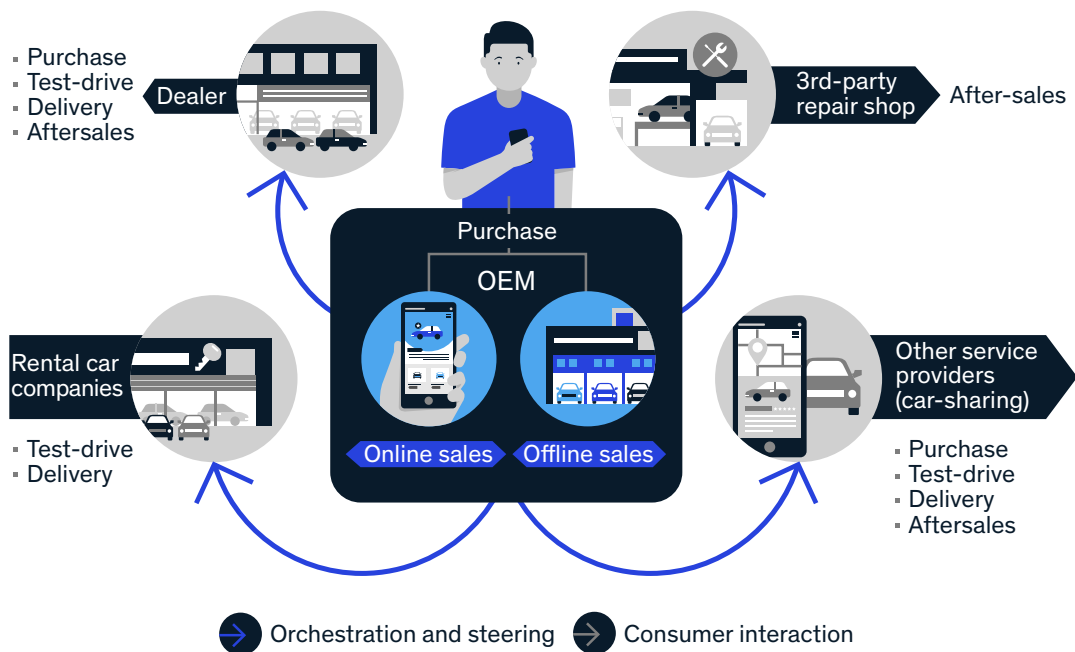 Purchase
Test-drive
Delivery
Aftersales
Dealer
3rd-party
repair shop
After-sales
Purchase
OEM
Online sales
Offline sales
Rental car
companies
Test-drive
Delivery
Other service
providers
(car-sharing)
Purchase
Test-drive
Delivery
Aftersales
Orchestration and steering
Consumer interaction